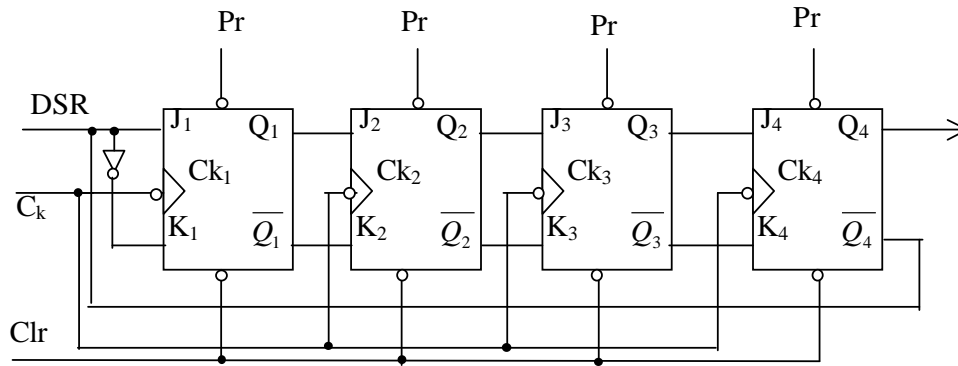 Pr Pr Pr Pr
DSR
J₁ Q₁ J₂ Q₂ J₃ Q₃ J₄ Q₄
Ck₁ Ck₂ Ck₃ Ck₄
Cₖ
K₁ Q̅₁ K₂ Q̅₂ K₃ Q̅₃ K₄ Q̅₄
Clr